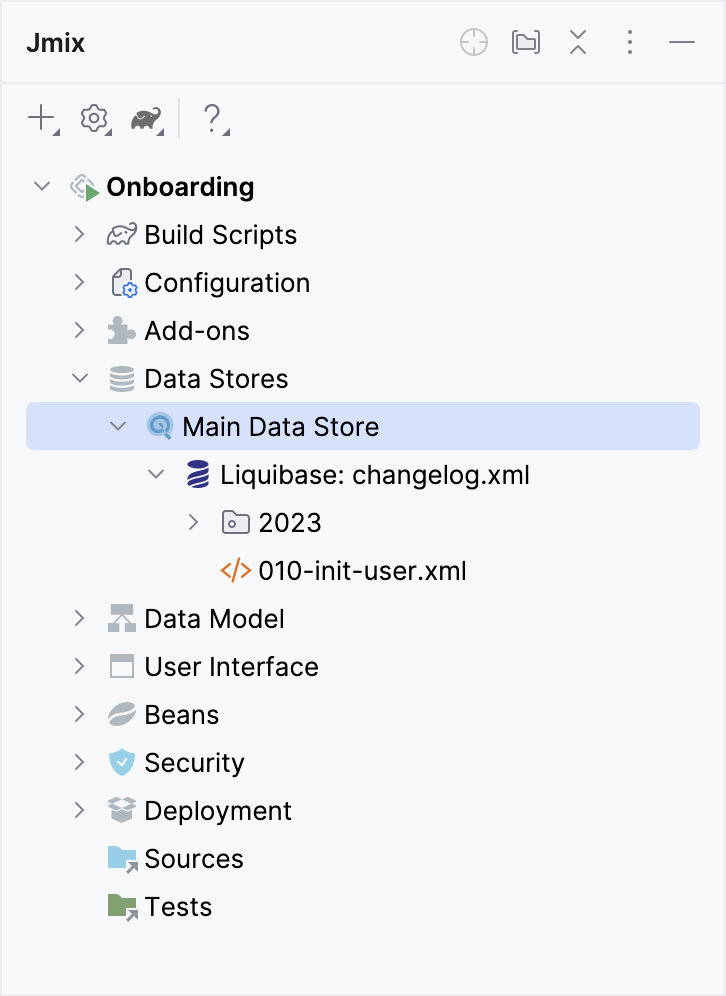 Jmix
Onboarding
Build Scripts
Configuration
Add-ons
Data Stores
Main Data Store
Liquibase: changelog.xml
2023
010-init-user.xml
Data Model
User Interface
Beans
Security
Deployment
Sources
Tests